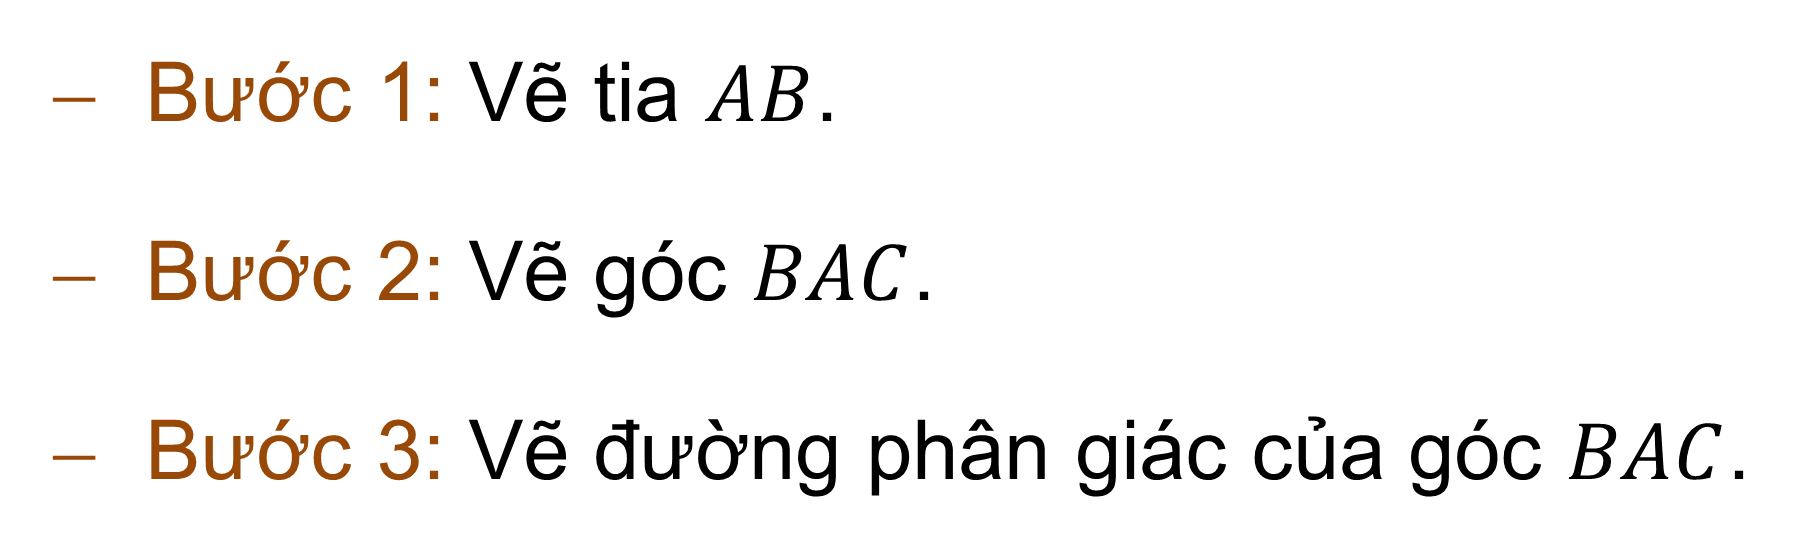 – Bước 1: Vẽ tia AB.
– Bước 2: Vẽ góc BAC.
– Bước 3: Vẽ đường phân giác của góc BAC.